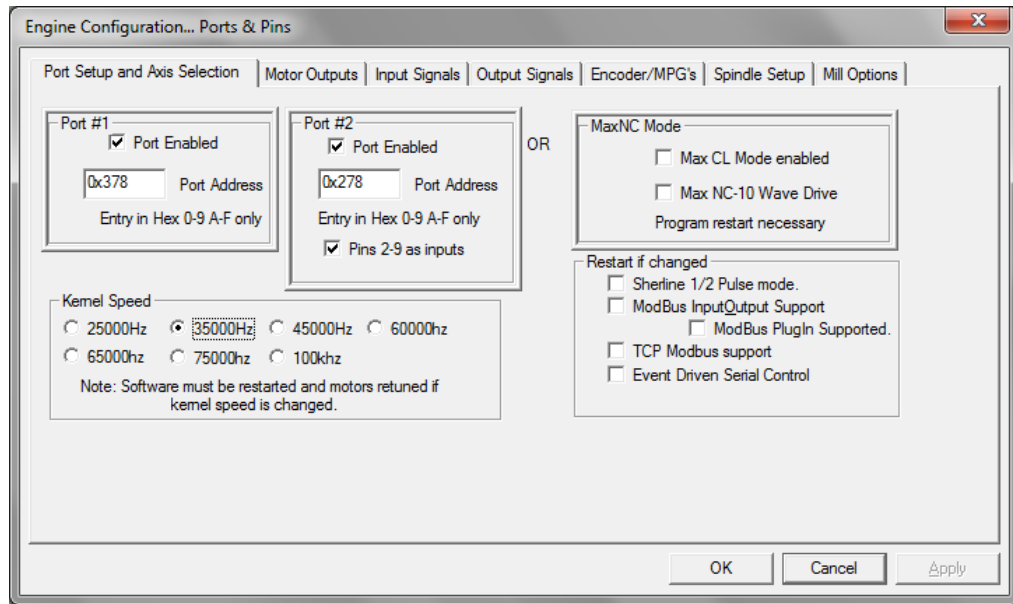 Engine Configuration... Ports & Pins
Port Setup and Axis Selection Motor Outputs Input Signals Output Signals Encoder/MPG's Spindle Setup Mill Options
Port #1
Port Enabled
0x378 Port Address
Entry in Hex 0-9 A-F only
Port #2
Port Enabled
0x278 Port Address
Entry in Hex 0-9 A-F only
Pins 2-9 as inputs
OR
MaxNC Mode
Max CL Mode enabled
Max NC-10 Wave Drive
Program restart necessary
Kernel Speed
25000Hz 35000Hz 45000Hz 60000hz
65000hz 75000hz 100khz
Note: Software must be restarted and motors retuned if
kernel speed is changed.
Restart if changed
Sherline 1/2 Pulse mode.
ModBus InputOutput Support
ModBus PlugIn Supported.
TCP Modbus support
Event Driven Serial Control
OK Cancel Apply